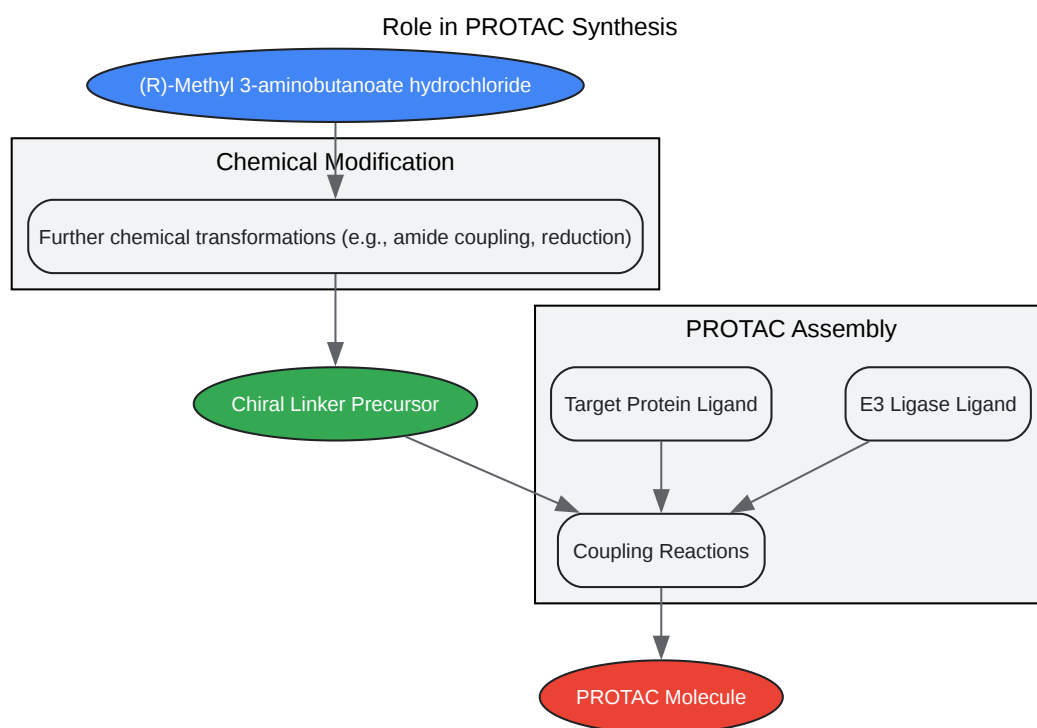 Role in PROTAC Synthesis
(R)-Methyl 3-aminobutanoate hydrochloride
Chemical Modification
Further chemical transformations (e.g., amide coupling, reduction)
PROTAC Assembly
Chiral Linker Precursor
Target Protein Ligand
E3 Ligase Ligand
Coupling Reactions
PROTAC Molecule